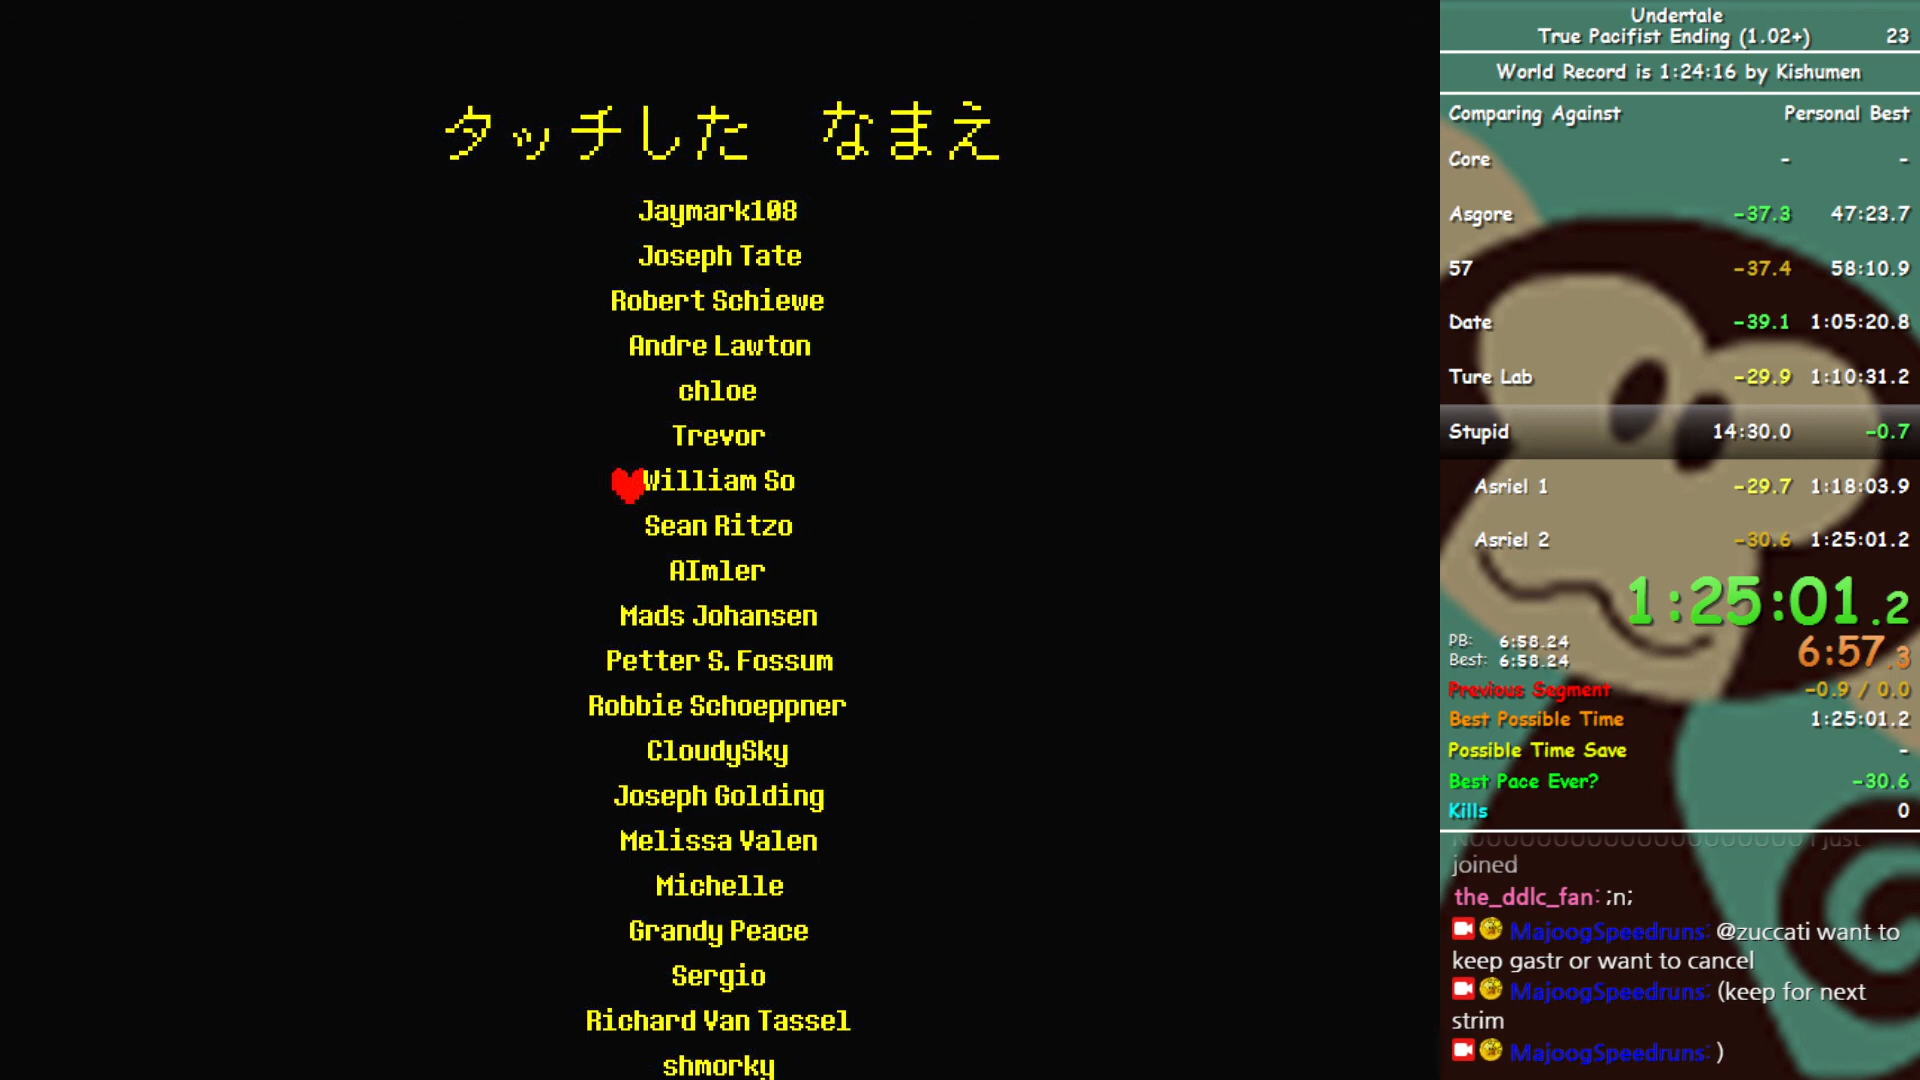 タッチした　なまえ
Jaymark108
Joseph Tate
Robert Schiewe
Andre Lawton
chloe
Trevor
William So
Sean Ritzo
AImler
Mads Johansen
Petter S. Fossum
Robbie Schoeppner
CloudySky
Joseph Golding
Melissa Valen
Michelle
Grandy Peace
Sergio
Richard Van Tassel
shmorky
Undertale
True Pacifist Ending (1.02+) 23
World Record is 1:24:16 by Kishumen
Comparing Against Personal Best
Core - -
Asgore -37.3 47:23.7
57 -37.4 58:10.9
Date -39.1 1:05:20.8
Ture Lab -29.9 1:10:31.2
Stupid 14:30.0 -0.7
Asriel 1 -29.7 1:18:03.9
Asriel 2 -30.6 1:25:01.2
1:25:01.2
PB: 6:58.24
Best: 6:58.24
6:57.3
Previous Segment -0.9 / 0.0
Best Possible Time 1:25:01.2
Possible Time Save -
Best Pace Ever? -30.6
Kills 0
I just
joined
the_ddlc_fan: ;n;
MajoogSpeedruns: @zuccati want to
keep gastr or want to cancel
MajoogSpeedruns: (keep for next
strim
MajoogSpeedruns: )